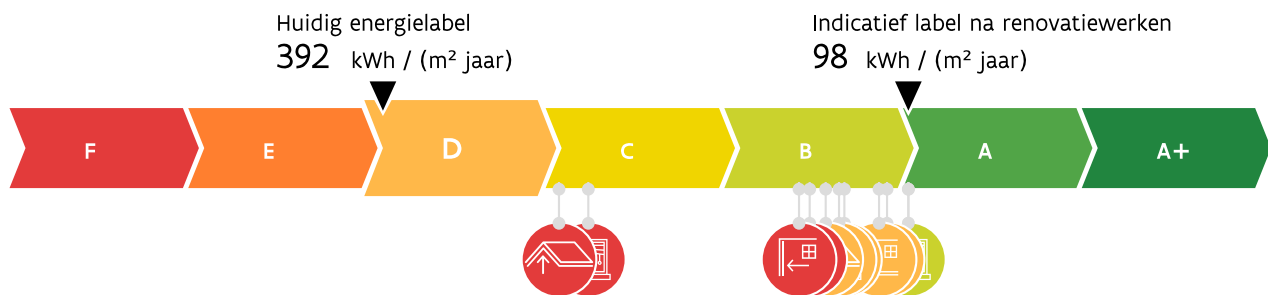 Huidig energielabel
392 kWh / (m² jaar)
Indicatief label na renovatiewerken
98 kWh / (m² jaar)
F E D C B A A+